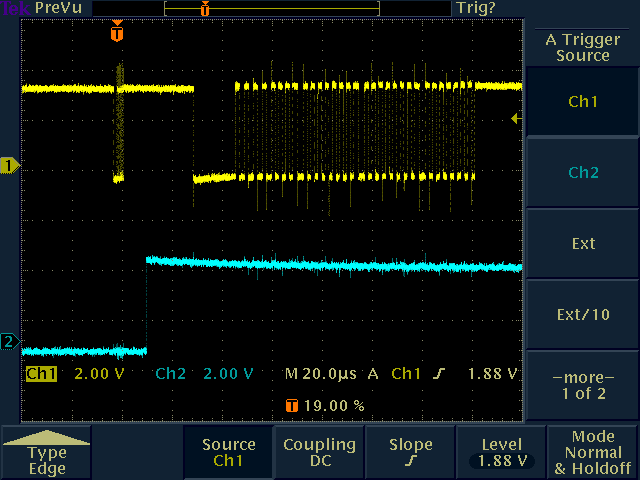 Tek PreVu Trig?
T
T
A Trigger
Source
Ch1
Ch2
Ext
Ext/10
–more–
1 of 2
1
2
Ch1 2.00 V Ch2 2.00 V M 20.0µs A Ch1 1.88 V
T 19.00 %
Type
Edge
Source
Ch1
Coupling
DC
Slope
Level
1.88 V
Mode
Normal
& Holdoff